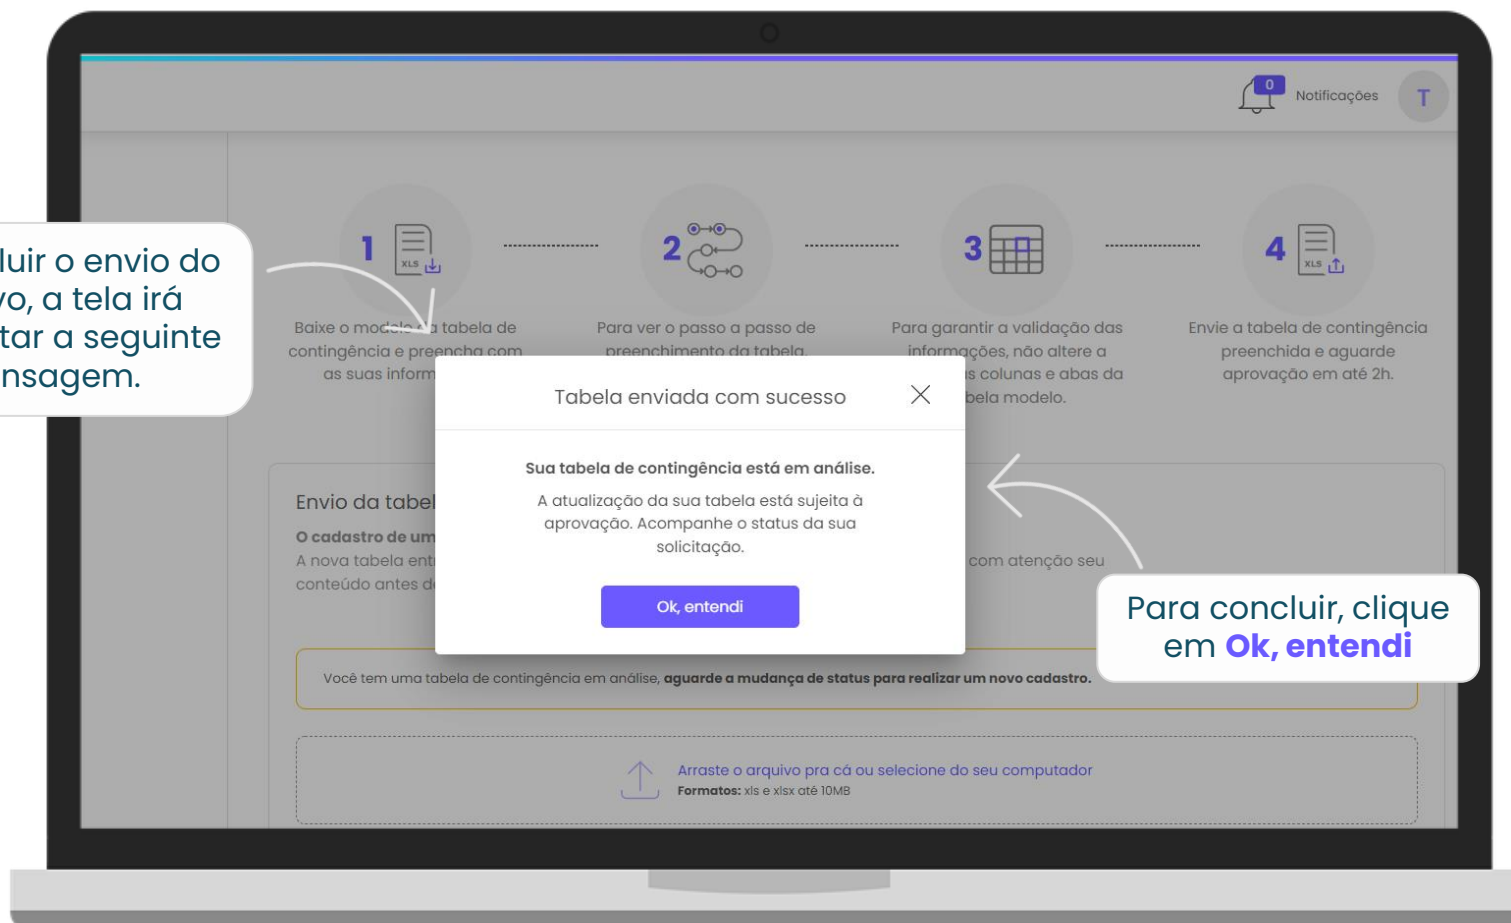 0
Notificações
T
1
XLS
2
3
4
XLS
luir o envio do
vo, a tela irá
tar a seguinte
nsagem.
Baixe o modelo da tabela de
contingência e preencha com
as suas inform
Para ver o passo a passo de
preenchimento da tabela,
Para garantir a validação das
informações, não altere a
s colunas e abas da
bela modelo.
Envie a tabela de contingência
preenchida e aguarde
aprovação em até 2h.
Tabela enviada com sucesso
Sua tabela de contingência está em análise.
A atualização da sua tabela está sujeita à
aprovação. Acompanhe o status da sua
solicitação.
Ok, entendi
Envio da tabel
O cadastro de um
A nova tabela ent
com atenção seu
conteúdo antes d
Para concluir, clique
em Ok, entendi
Você tem uma tabela de contingência em análise, aguarde a mudança de status para realizar um novo cadastro.
Arraste o arquivo pra cá ou selecione do seu computador
Formatos: xls e xlsx até 10MB